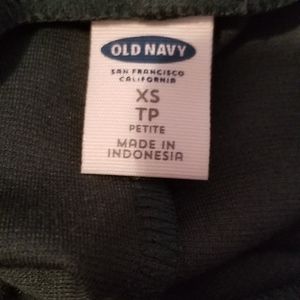 OLD NAVY
SAN FRANCISCO
CALIFORNIA
XS
TP
PETITE
MADE IN
INDONESIA